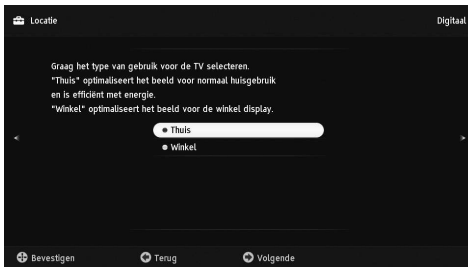 Locatie
Digitaal
Graag het type van gebruik voor de TV selecteren.
"Thuis" optimaliseert het beeld voor normaal huisgebruik
en is efficiënt met energie.
"Winkel" optimaliseert het beeld voor de winkel display.
Thuis
Winkel
Bevestigen Terug Volgende